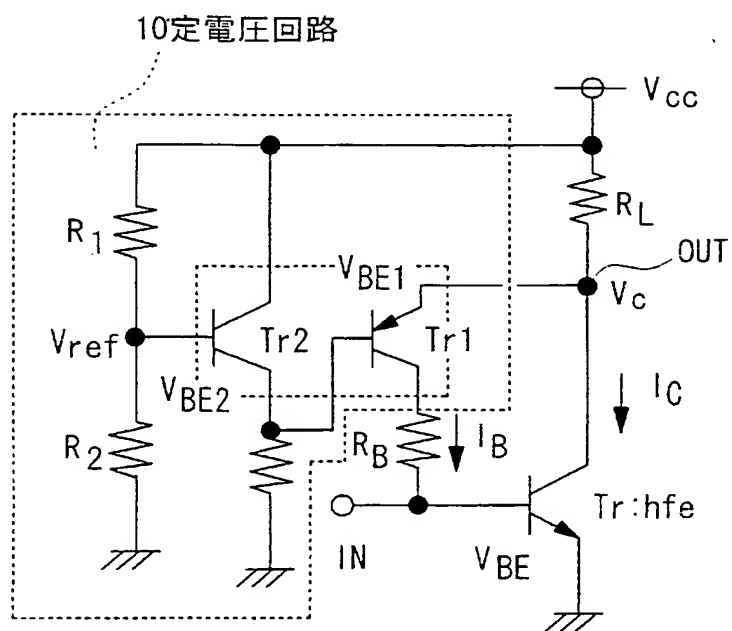 10定電圧回路
Vcc
R1
RL
OUT
VBE1
Vc
Vref
Tr2
Tr1
VBE2
IC
R2
RB
IB
IN
VBE
Tr:hfe